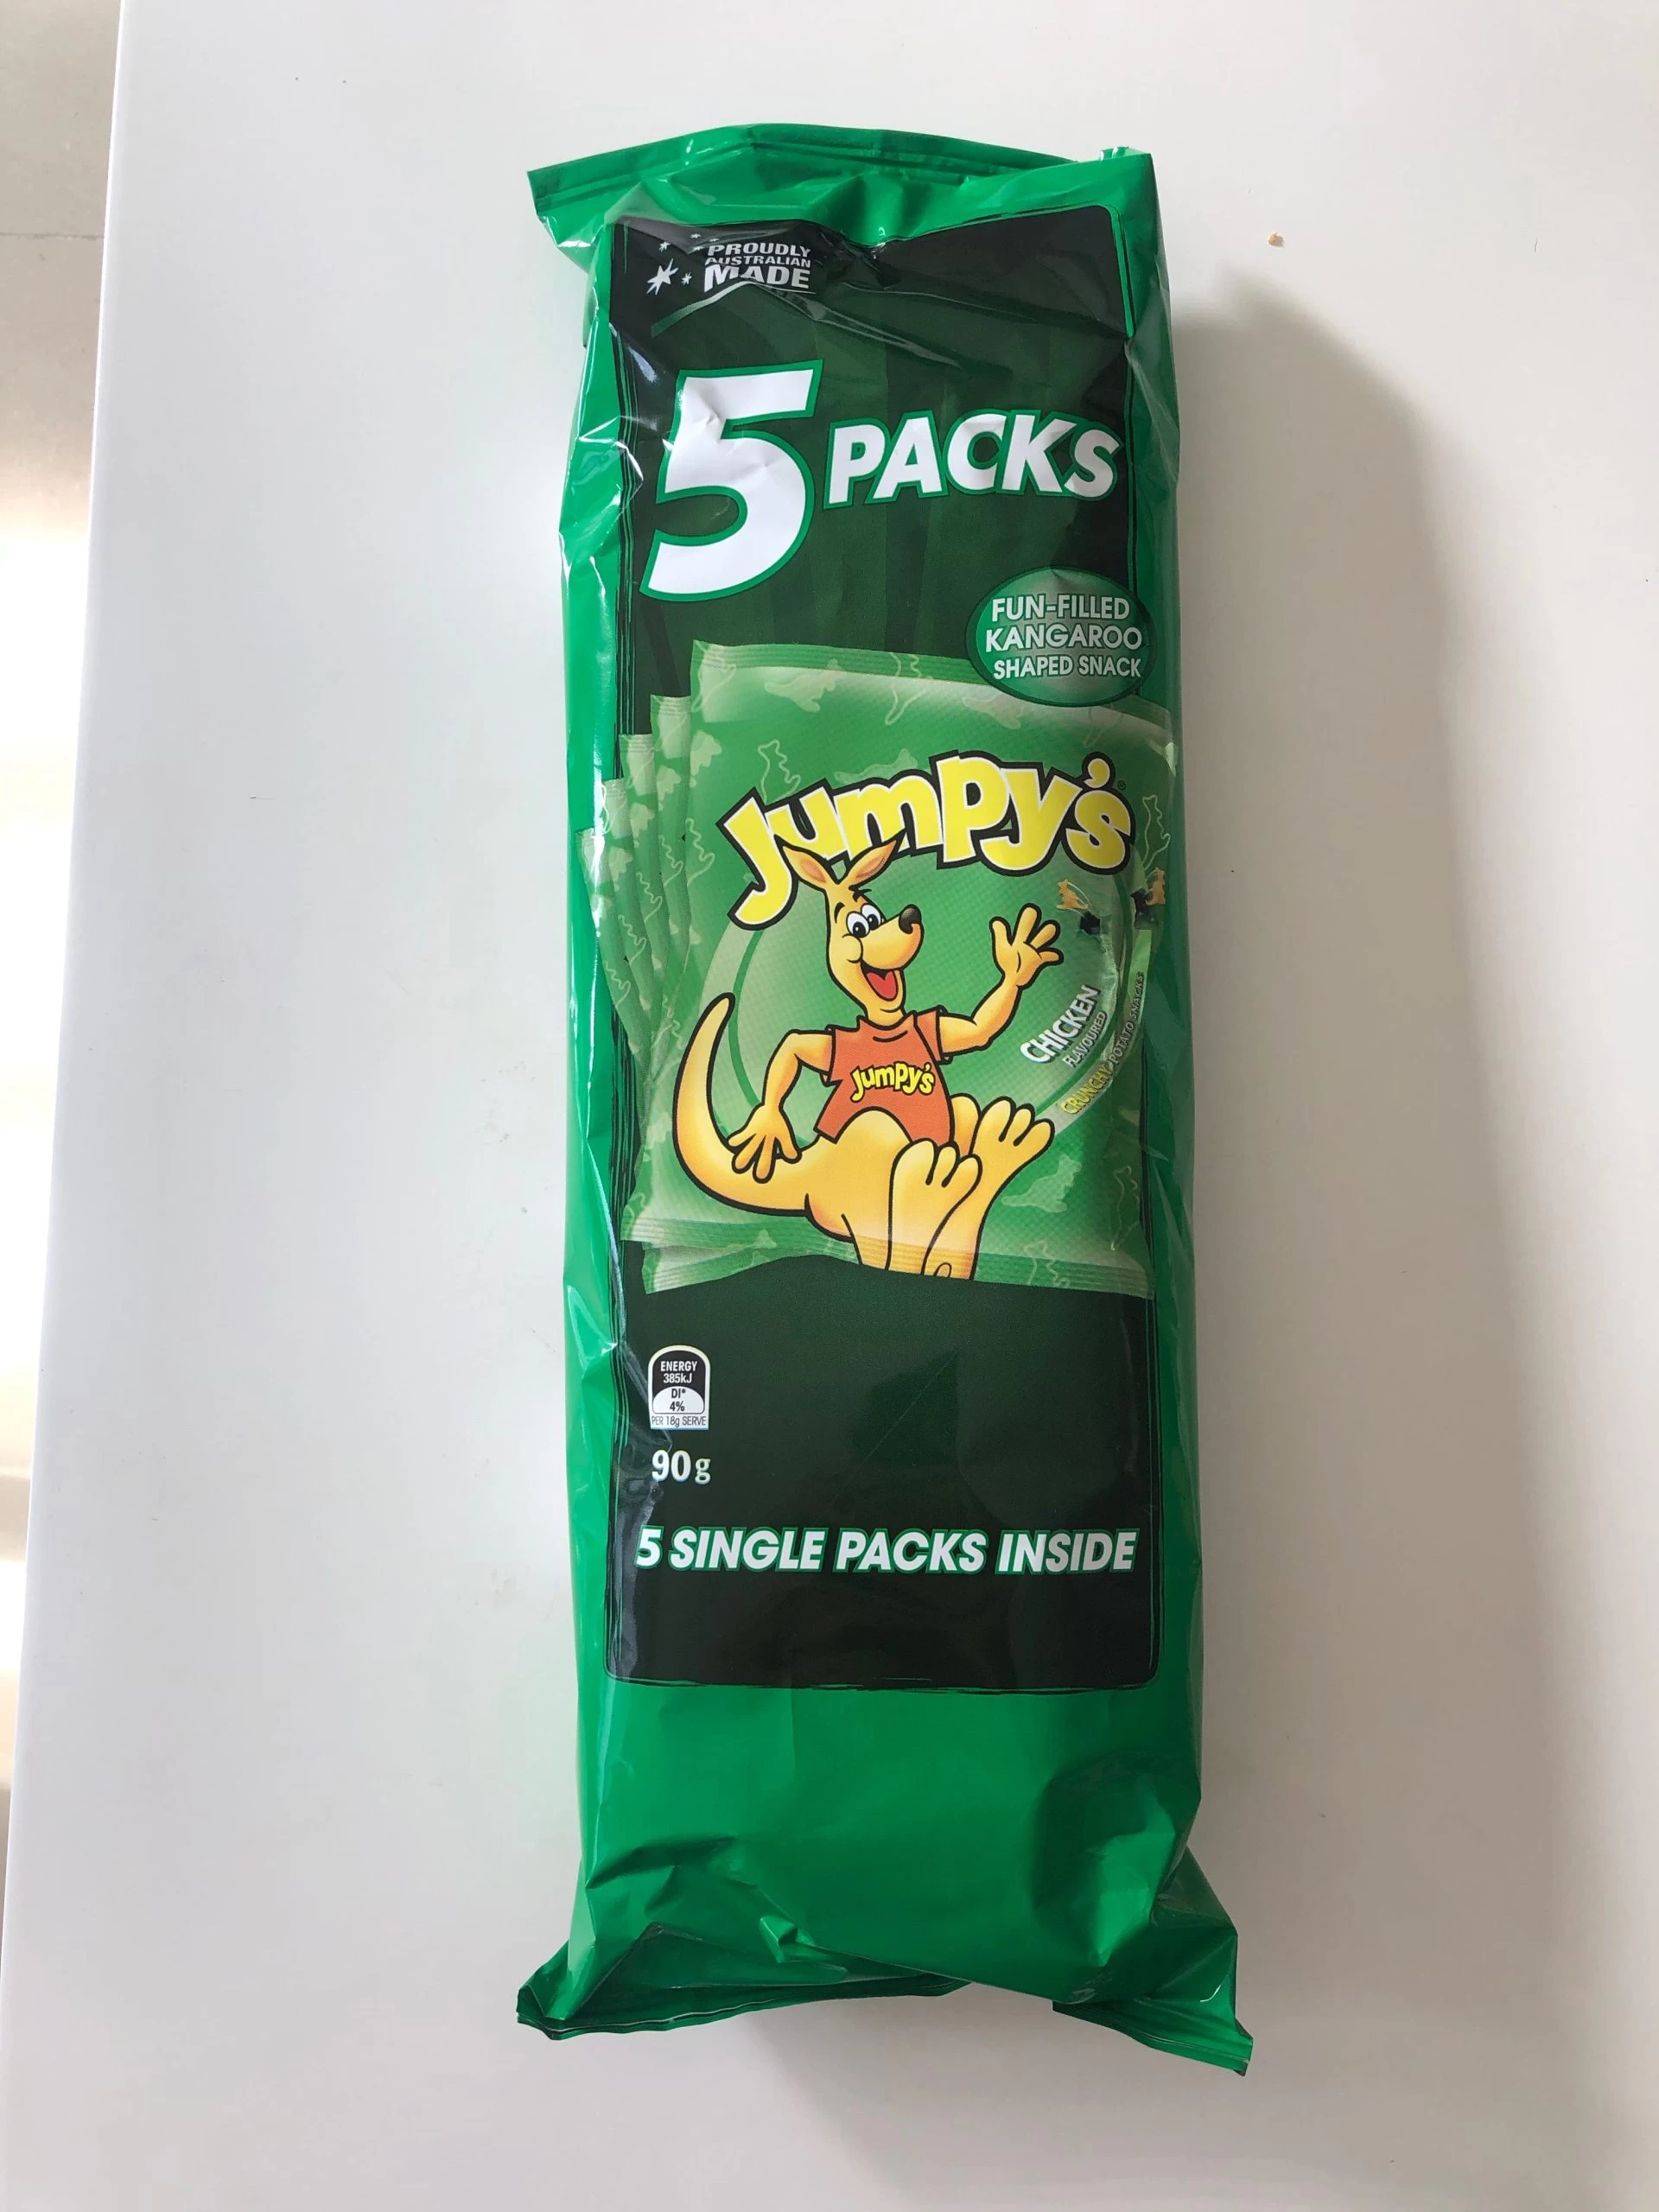 PROUDLY
AUSTRALIAN
MADE
5 PACKS
FUN-FILLED
KANGAROO
SHAPED SNACK
Jumpy's
Jumpy's
CHICKEN
FLAVOURED
CRUNCHY POTATO SNACKS
ENERGY
385kJ
DI*
4%
PER 18g SERVE
90g
5 SINGLE PACKS INSIDE